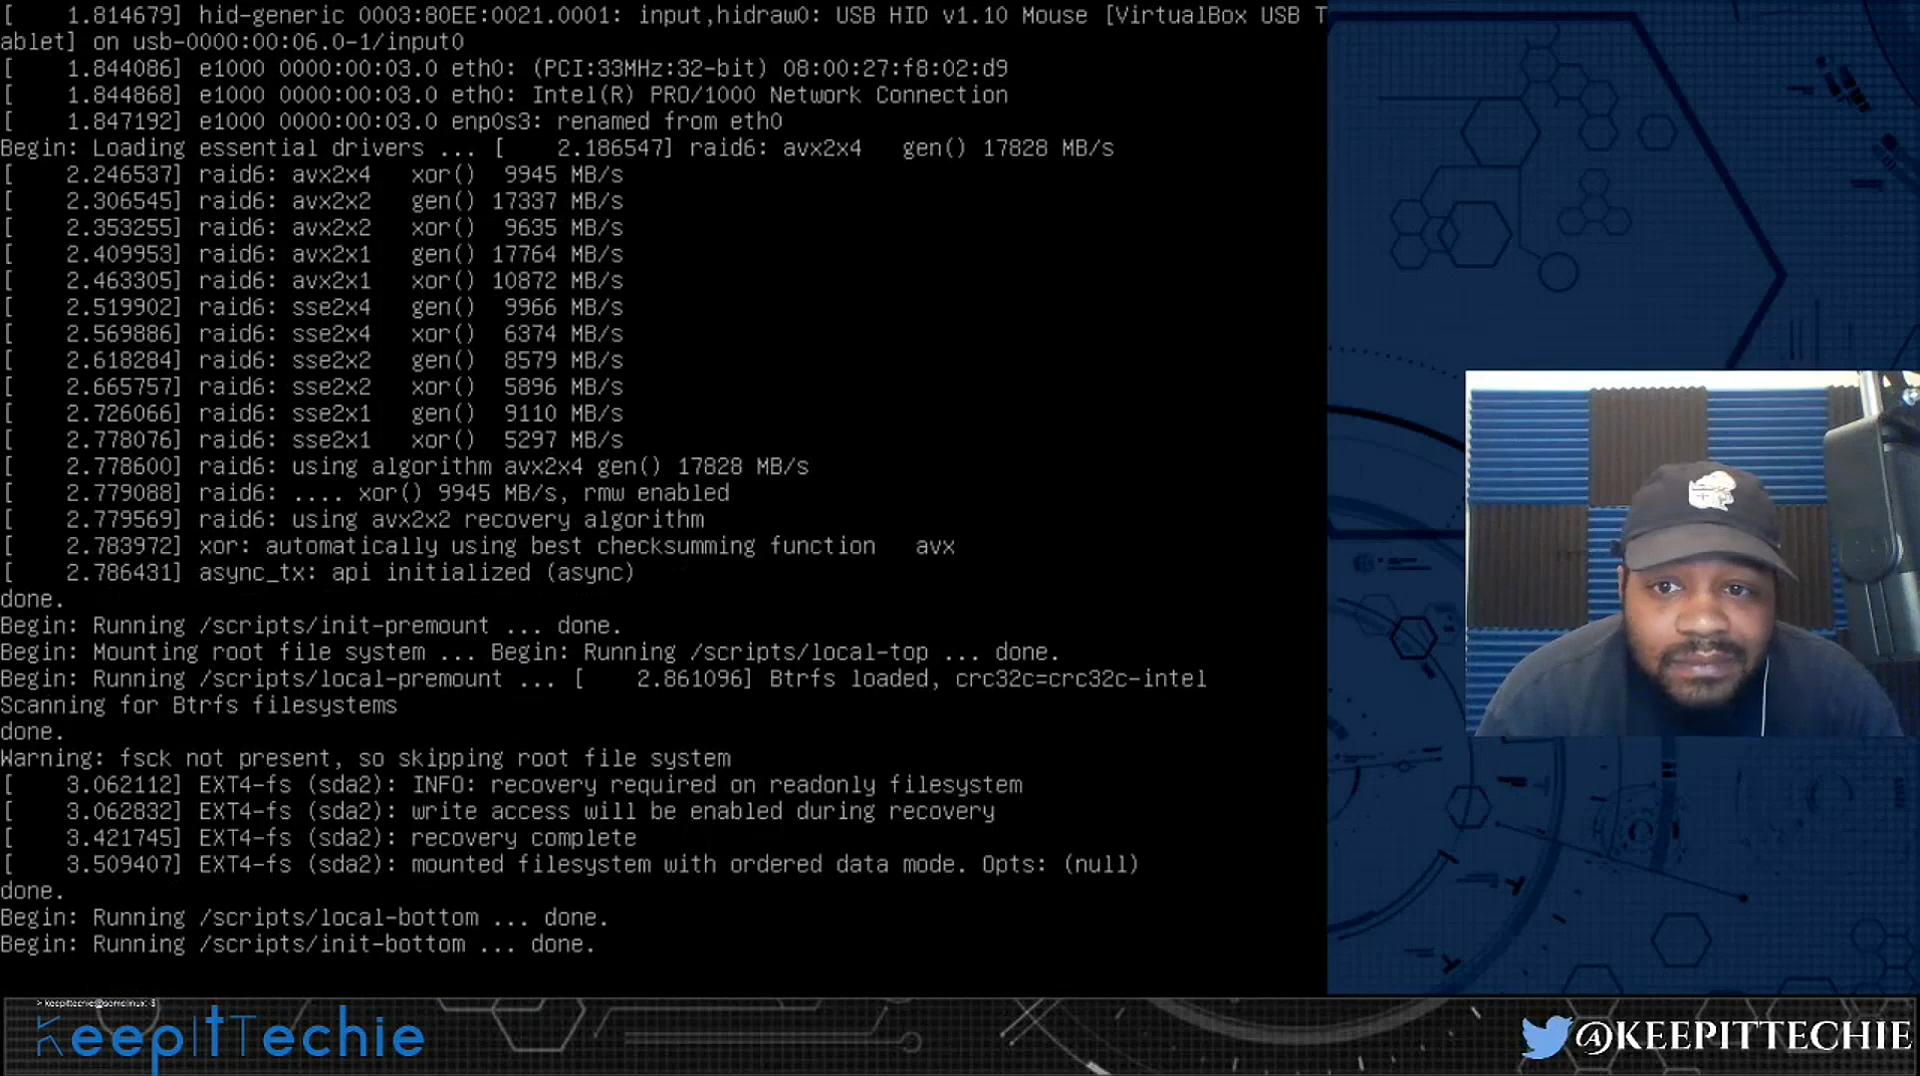 [    1.814679] hid-generic 0003:80EE:0021.0001: input,hidraw0: USB HID v1.10 Mouse [VirtualBox USB T
ablet] on usb-0000:00:06.0-1/input0
[    1.844086] e1000 0000:00:03.0 eth0: (PCI:33MHz:32-bit) 08:00:27:f8:02:d9
[    1.844868] e1000 0000:00:03.0 eth0: Intel(R) PRO/1000 Network Connection
[    1.847192] e1000 0000:00:03.0 enp0s3: renamed from eth0
Begin: Loading essential drivers ... [    2.186547] raid6: avx2x4   gen() 17828 MB/s
[    2.246537] raid6: avx2x4   xor()  9945 MB/s
[    2.306545] raid6: avx2x2   gen() 17337 MB/s
[    2.353255] raid6: avx2x2   xor()  9635 MB/s
[    2.409953] raid6: avx2x1   gen() 17764 MB/s
[    2.463305] raid6: avx2x1   xor() 10872 MB/s
[    2.519902] raid6: sse2x4   gen()  9966 MB/s
[    2.569886] raid6: sse2x4   xor()  6374 MB/s
[    2.618284] raid6: sse2x2   gen()  8579 MB/s
[    2.665757] raid6: sse2x2   xor()  5896 MB/s
[    2.726066] raid6: sse2x1   gen()  9110 MB/s
[    2.778076] raid6: sse2x1   xor()  5297 MB/s
[    2.778600] raid6: using algorithm avx2x4 gen() 17828 MB/s
[    2.779088] raid6: .... xor() 9945 MB/s, rmw enabled
[    2.779569] raid6: using avx2x2 recovery algorithm
[    2.783972] xor: automatically using best checksumming function   avx
[    2.786431] async_tx: api initialized (async)
done.
Begin: Running /scripts/init-premount ... done.
Begin: Mounting root file system ... Begin: Running /scripts/local-top ... done.
Begin: Running /scripts/local-premount ... [    2.861096] Btrfs loaded, crc32c=crc32c-intel
Scanning for Btrfs filesystems
done.
Warning: fsck not present, so skipping root file system
[    3.062112] EXT4-fs (sda2): INFO: recovery required on readonly filesystem
[    3.062832] EXT4-fs (sda2): write access will be enabled during recovery
[    3.421745] EXT4-fs (sda2): recovery complete
[    3.509407] EXT4-fs (sda2): mounted filesystem with ordered data mode. Opts: (null)
done.
Begin: Running /scripts/local-bottom ... done.
Begin: Running /scripts/init-bottom ... done.
> keepittechie@somelinux:$
KeepItTechie
@KEEPITTECHIE